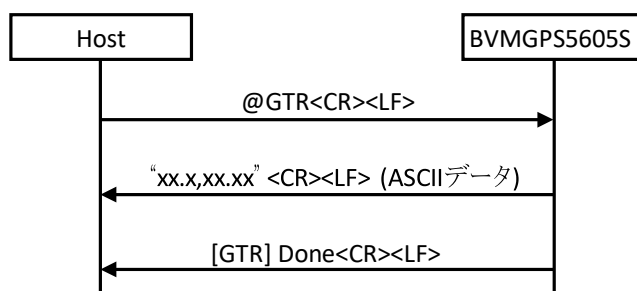 Host
BVMGPS5605S
@GTR<CR><LF>
“xx.x,xx.xx” <CR><LF> (ASCIIデータ)
[GTR] Done<CR><LF>